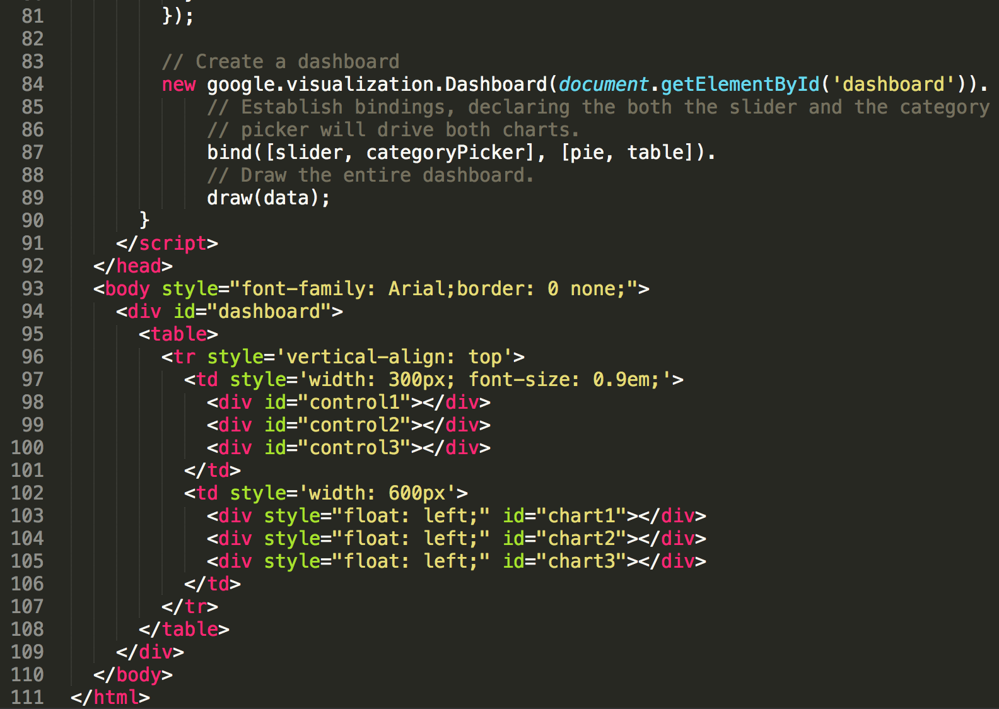 81 });
82
83 // Create a dashboard
84 new google.visualization.Dashboard(document.getElementById('dashboard')).
85 // Establish bindings, declaring the both the slider and the category
86 // picker will drive both charts.
87 bind([slider, categoryPicker], [pie, table]).
88 // Draw the entire dashboard.
89 draw(data);
90 }
91 </script>
92 </head>
93 <body style="font-family: Arial;border: 0 none;">
94 <div id="dashboard">
95 <table>
96 <tr style='vertical-align: top'>
97 <td style='width: 300px; font-size: 0.9em;'>
98 <div id="control1"></div>
99 <div id="control2"></div>
100 <div id="control3"></div>
101 </td>
102 <td style='width: 600px'>
103 <div style="float: left;" id="chart1"></div>
104 <div style="float: left;" id="chart2"></div>
105 <div style="float: left;" id="chart3"></div>
106 </td>
107 </tr>
108 </table>
109 </div>
110 </body>
111 </html>